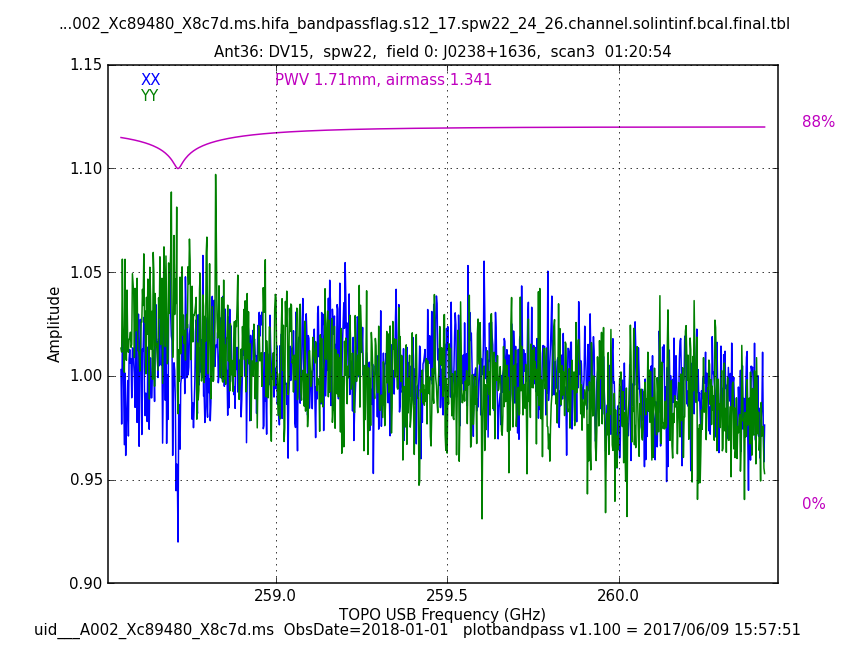 ...002_Xc89480_X8c7d.ms.hifa_bandpassflag.s12_17.spw22_24_26.channel.solintinf.bcal.final.tbl
Ant36: DV15,  spw22,  field 0: J0238+1636,  scan3  01:20:54
1.15
XX
PWV 1.71mm, airmass 1.341
YY
88%
1.10
1.05
Amplitude
1.00
0.95
0%
0.90
259.0
259.5
260.0
TOPO USB Frequency (GHz)
uid___A002_Xc89480_X8c7d.ms  ObsDate=2018-01-01   plotbandpass v1.100 = 2017/06/09 15:57:51